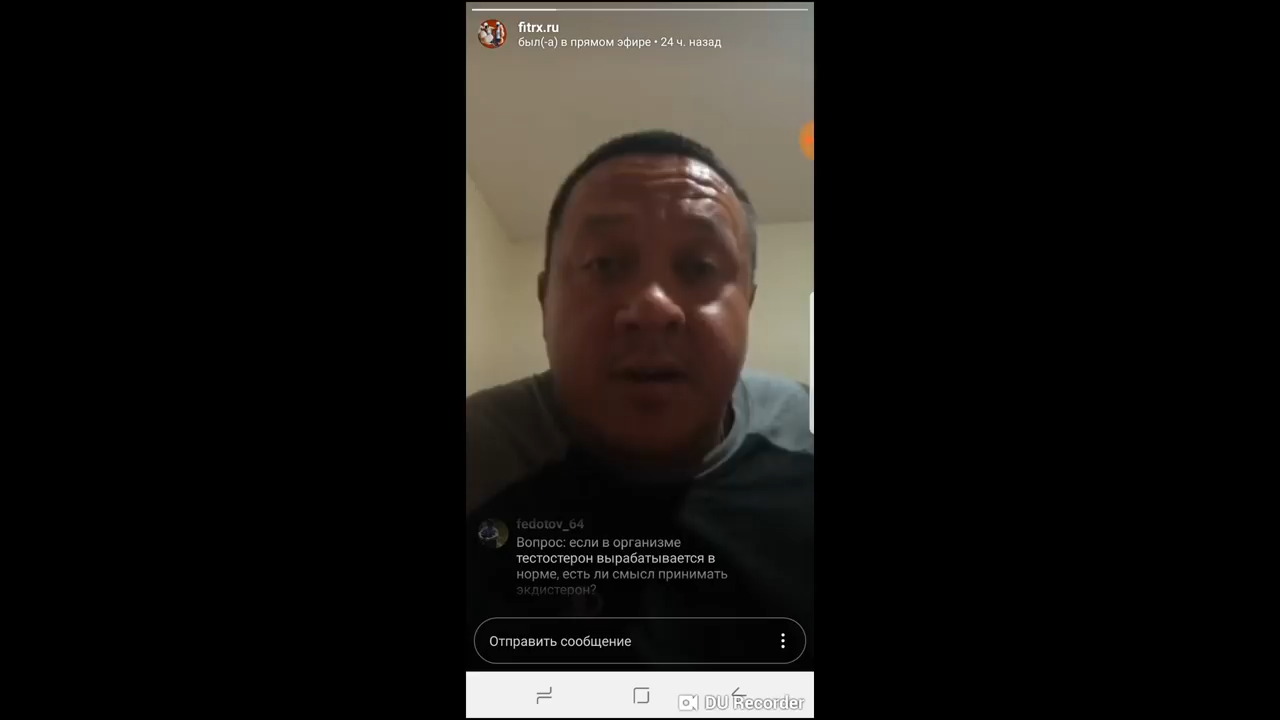 fitrx.ru
был(-а) в прямом эфире • 24 ч. назад
fedotov_64
Вопрос: если в организме
тестостерон вырабатывается в
норме, есть ли смысл принимать
экдистерон?
Отправить сообщение
DU Recorder